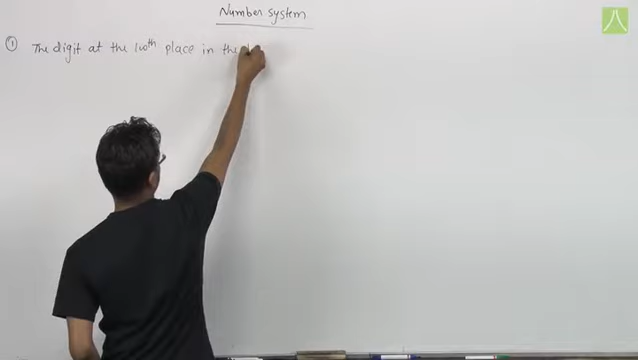 Number System
① The digit at the 100th place in the